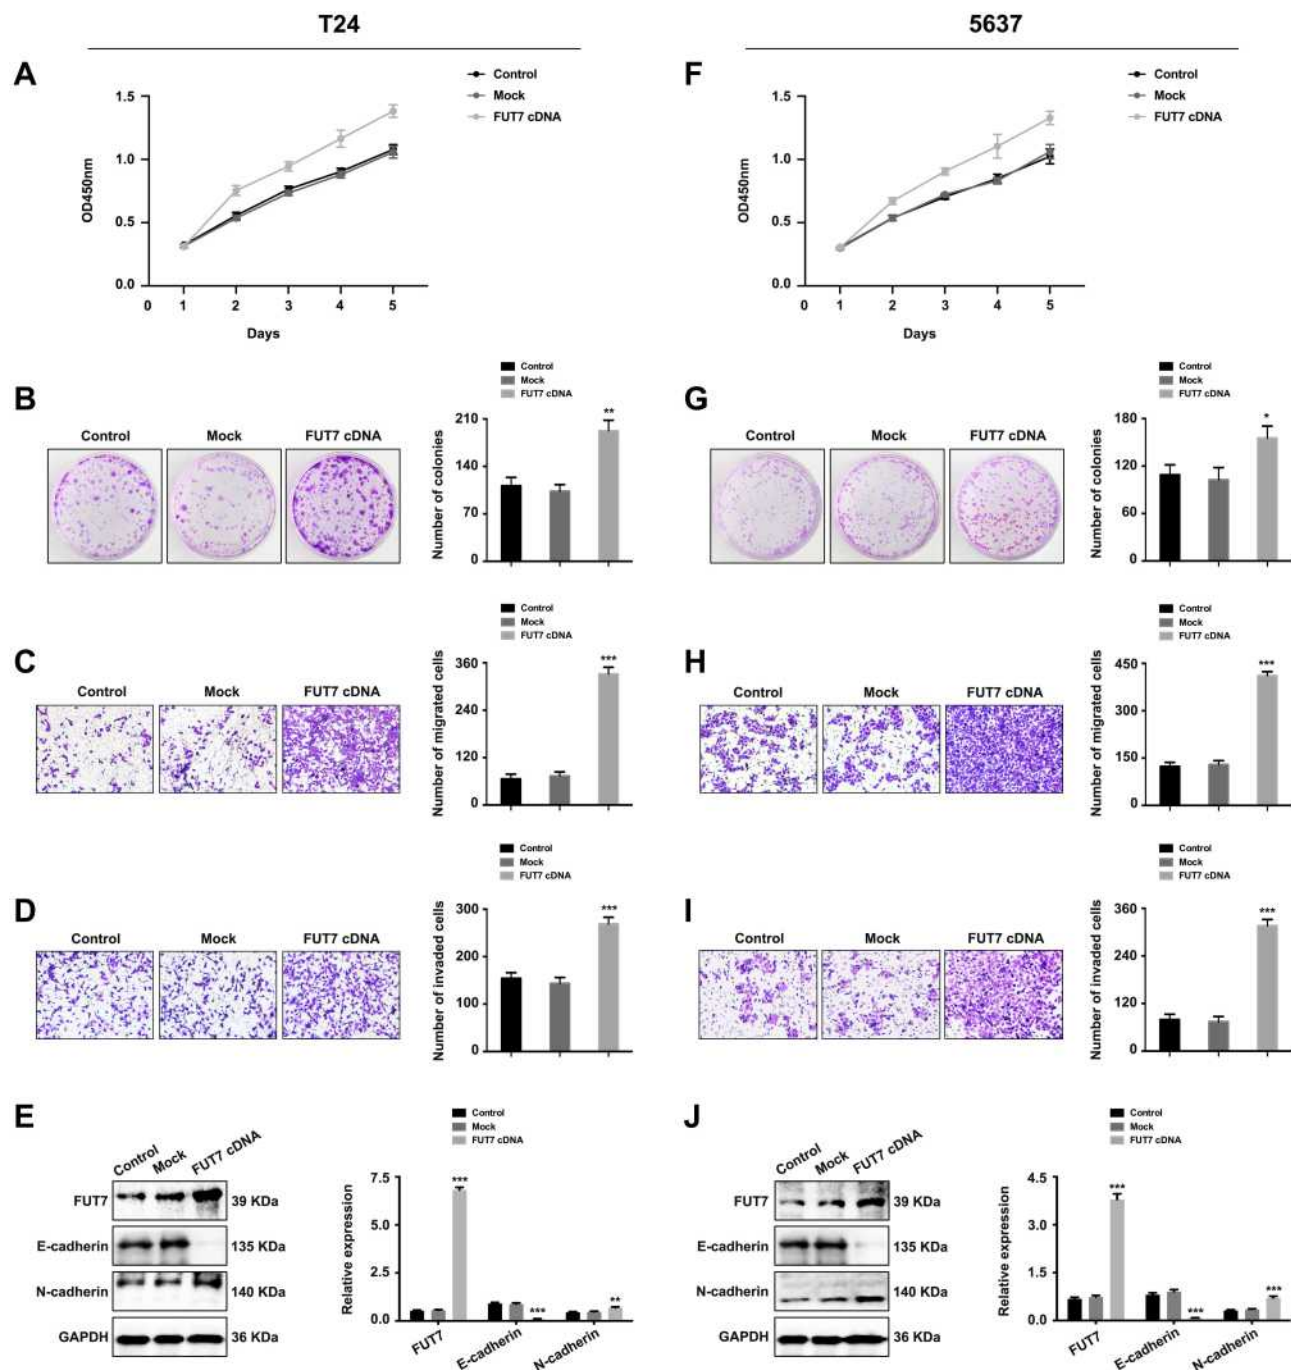 T24
5637
A
Control
Mock
FUT7 cDNA
OD450nm
1.5
1.0
0.5
0.0
0 1 2 3 4 5
Days
F
Control
Mock
FUT7 cDNA
OD450nm
1.5
1.0
0.5
0.0
0 1 2 3 4 5
Days
B
Control Mock FUT7 cDNA
Control
Mock
FUT7 cDNA
Number of colonies
210
140
70
0
**
G
Control Mock FUT7 cDNA
Control
Mock
FUT7 cDNA
Number of colonies
180
120
60
0
*
C
Control Mock FUT7 cDNA
Control
Mock
FUT7 cDNA
Number of migrated cells
360
240
120
0
***
H
Control Mock FUT7 cDNA
Control
Mock
FUT7 cDNA
Number of migrated cells
450
300
150
0
***
D
Control Mock FUT7 cDNA
Control
Mock
FUT7 cDNA
Number of invaded cells
300
200
100
0
***
I
Control Mock FUT7 cDNA
Control
Mock
FUT7 cDNA
Number of invaded cells
360
240
120
0
***
E
Control Mock FUT7 cDNA
FUT7 39 KDa
E-cadherin 135 KDa
N-cadherin 140 KDa
GAPDH 36 KDa
Control
Mock
FUT7 cDNA
Relative expression
7.5
5.0
2.5
0.0
*** *** **
FUT7 E-cadherin N-cadherin
J
Control Mock FUT7 cDNA
FUT7 39 KDa
E-cadherin 135 KDa
N-cadherin 140 KDa
GAPDH 36 KDa
Control
Mock
FUT7 cDNA
Relative expression
4.5
3.0
1.5
0.0
*** *** ***
FUT7 E-cadherin N-cadherin